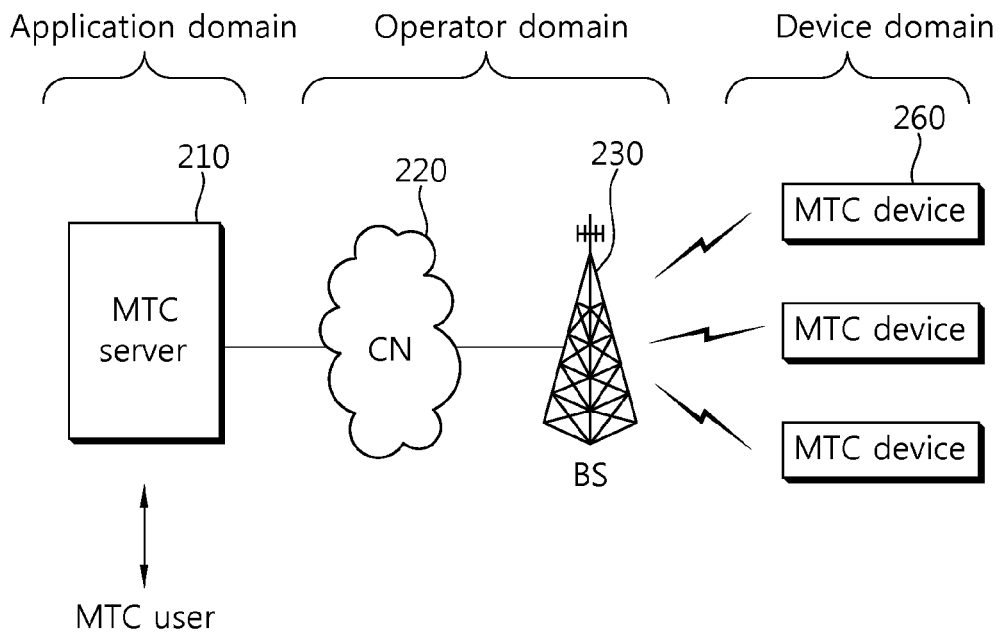 Application domain
Operator domain
Device domain
210
220
230
260
MTC
server
CN
BS
MTC device
MTC device
MTC device
MTC user